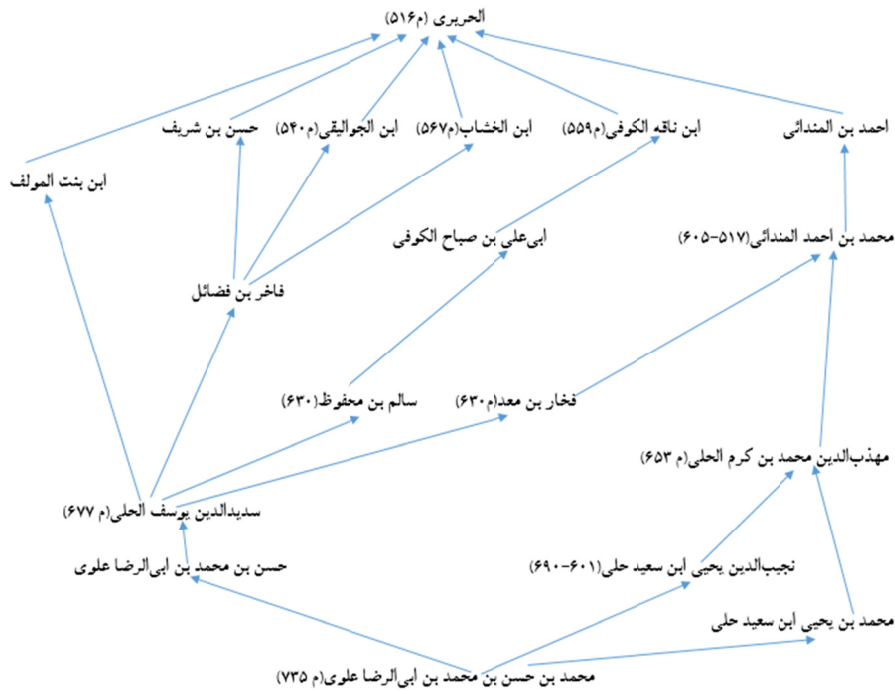 الحریری (م۵۱۶)
احمد بن المندائی
ابن ناقه الکوفی(م۵۵۹)
ابن الخشاب(م۵۶۷)
ابن الجوالیقی(م۵۴۰)
حسن بن شریف
ابن بنت المولف
محمد بن احمد المندائی(۵۱۷-۶۰۵)
ابی‌علی بن صباح الکوفی
فاخر بن فضائل
فخار بن معد(م۶۳۰)
سالم بن محفوظ(۶۳۰)
مهذب‌الدین محمد بن کرم الحلی(م ۶۵۳)
سدیدالدین یوسف الحلی(م ۶۷۷)
نجیب‌الدین یحیی ابن سعید حلی(۶۰۱-۶۹۰)
حسن بن محمد بن ابی‌الرضا علوی
محمد بن یحیی ابن سعید حلی
محمد بن حسن بن محمد بن ابی‌الرضا علوی(م ۷۳۵)